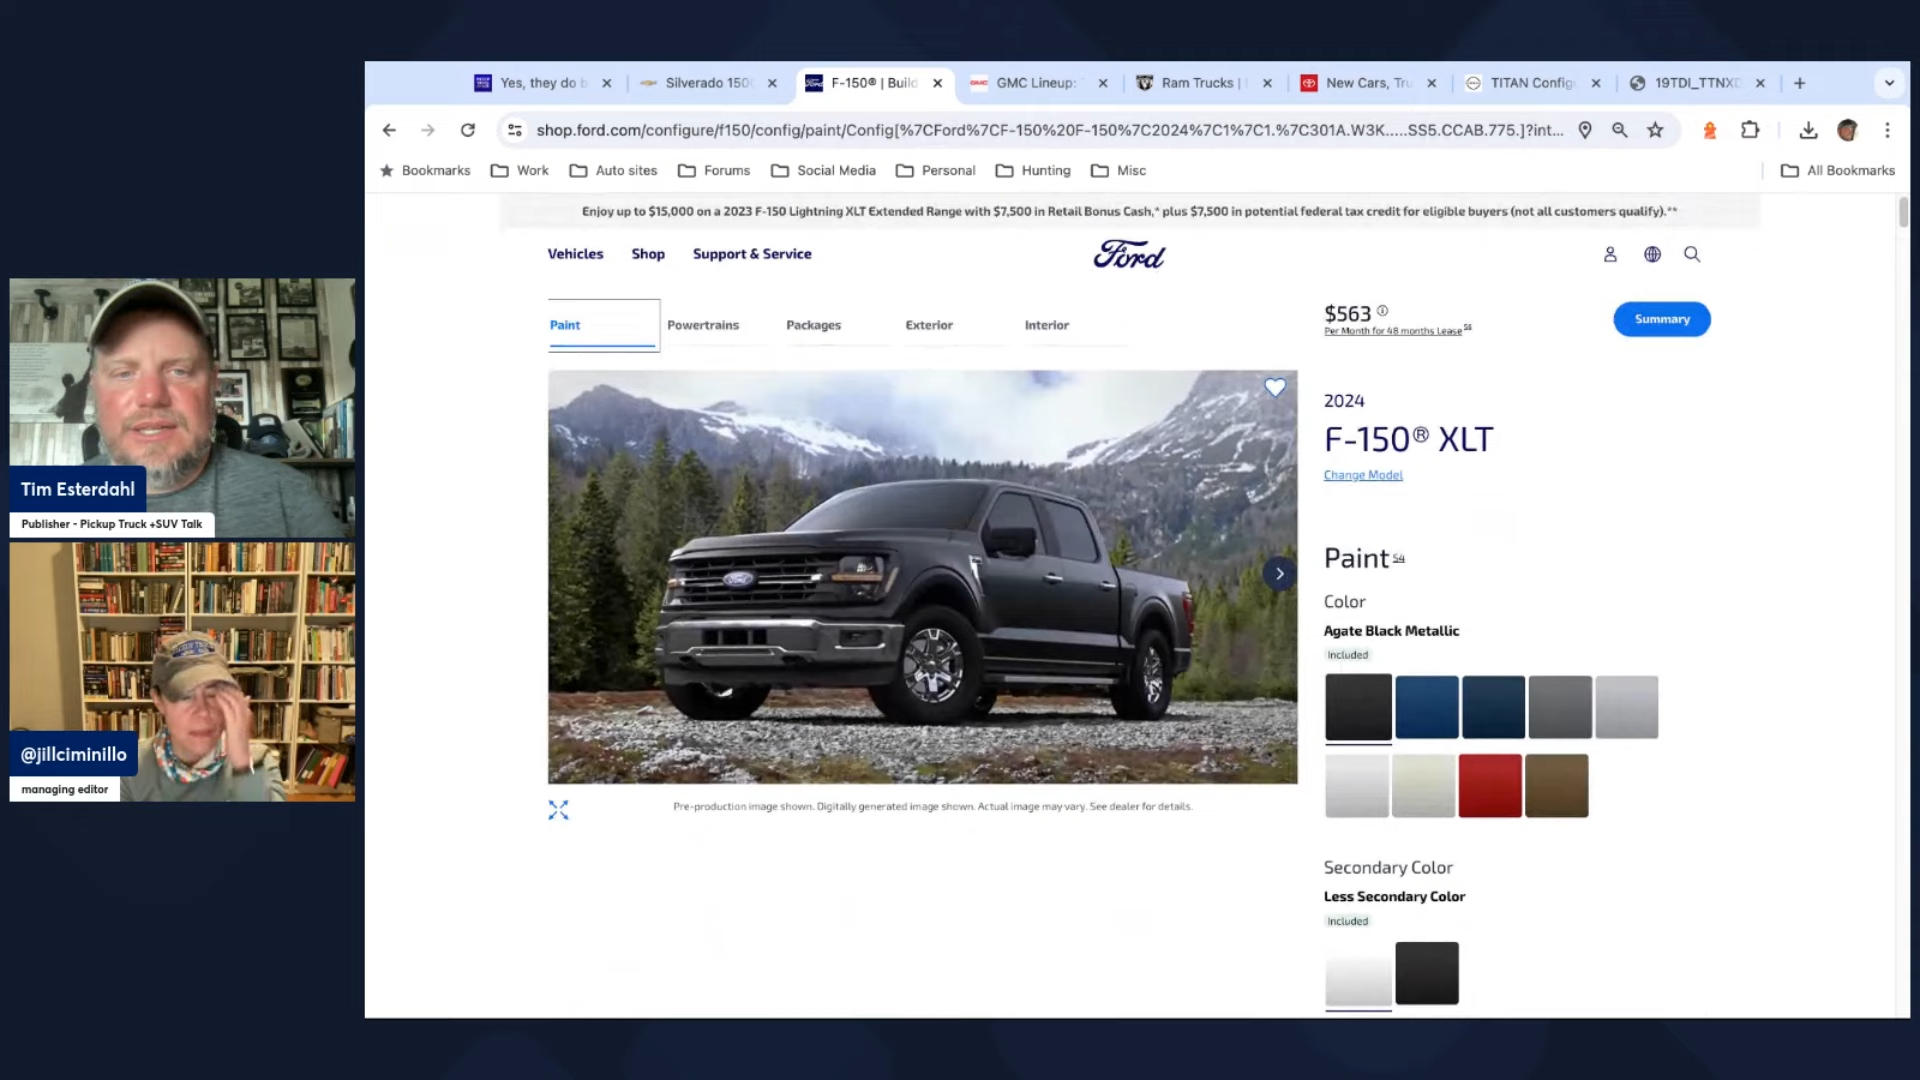 Yes, they do b
Silverado 150
F-150® | Build
GMC Lineup:
Ram Trucks |
New Cars, Tru
TITAN Config
19TDI_TTNXD
shop.ford.com/configure/f150/config/paint/Config[%7CFord%7CF-150%20F-150%7C2024%7C1%7C1.%7C301A.W3K.....SS5.CCAB.775.]?int...
Bookmarks
Work
Auto sites
Forums
Social Media
Personal
Hunting
Misc
All Bookmarks
Enjoy up to $15,000 on a 2023 F-150 Lightning XLT Extended Range with $7,500 in Retail Bonus Cash,* plus $7,500 in potential federal tax credit for eligible buyers (not all customers qualify).**
Vehicles
Shop
Support & Service
Ford
Paint
Powertrains
Packages
Exterior
Interior
$563
Per Month for 48 months Lease
Summary
2024
F-150® XLT
Change Model
Paint 54
Color
Agate Black Metallic
Included
Ford
Pre-production image shown. Digitally generated image shown. Actual image may vary. See dealer for details.
Secondary Color
Less Secondary Color
Included
Tim Esterdahl
Publisher - Pickup Truck +SUV Talk
@jillciminillo
managing editor